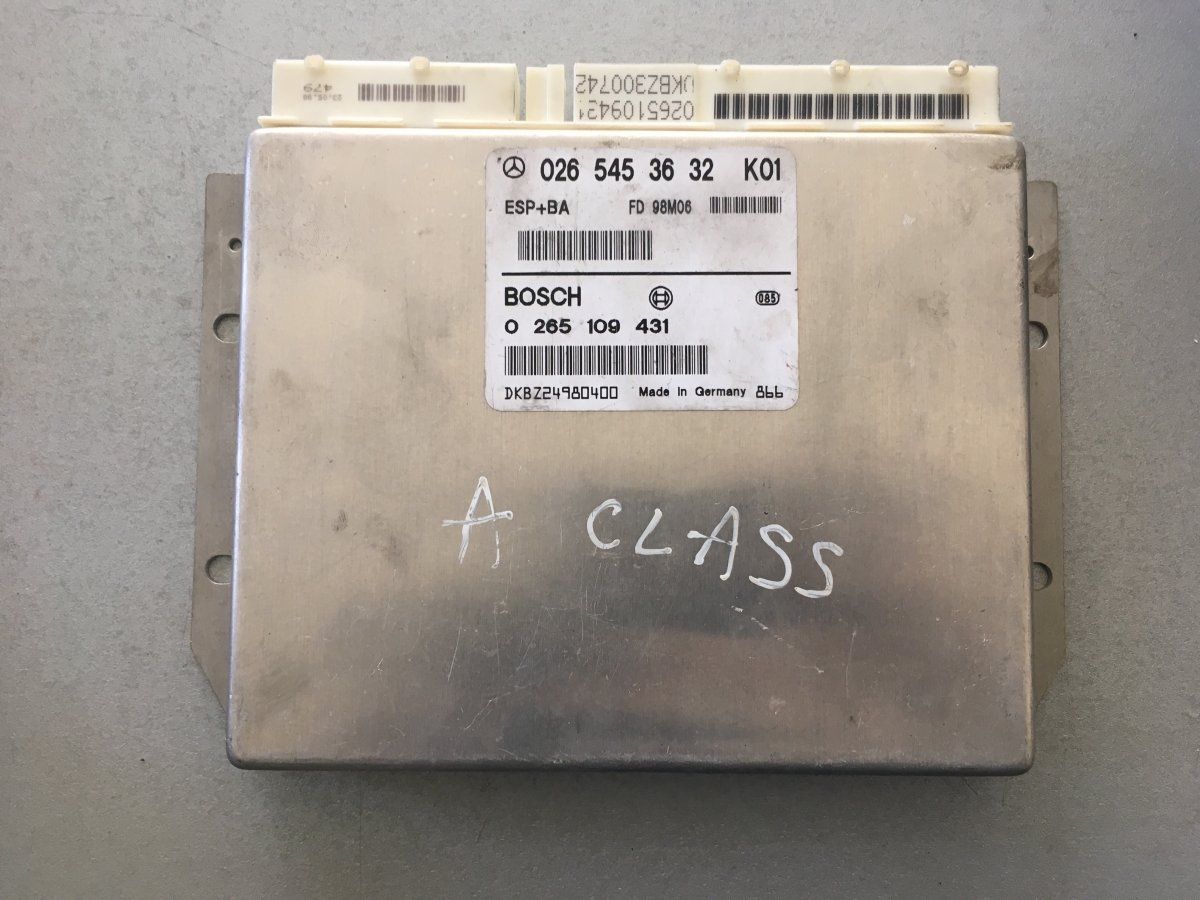 479
DKBZ300742
0265109431
026 545 36 32 K01
ESP+BA FD 98M06
BOSCH 085
0 265 109 431
DKBZ24980400 Made in Germany 866
A CLASS